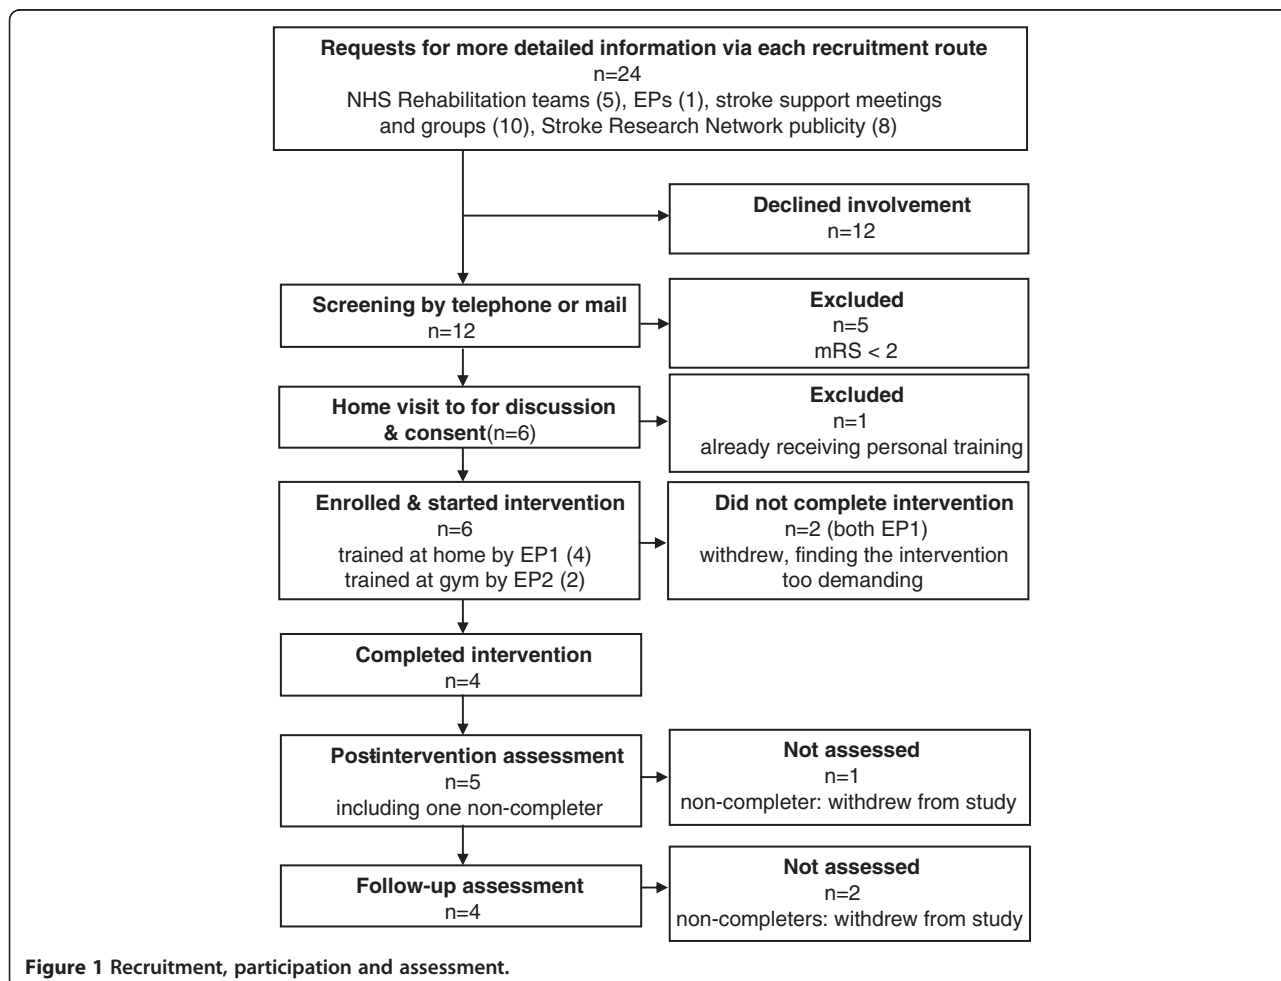 Requests for more detailed information via each recruitment route
n=24
NHS Rehabilitation teams (5), EPs (1), stroke support meetings
and groups (10), Stroke Research Network publicity (8)
Declined involvement
n=12
Screening by telephone or mail
n=12
Excluded
n=5
mRS < 2
Home visit to for discussion
& consent(n=6)
Excluded
n=1
already receiving personal training
Enrolled & started intervention
n=6
trained at home by EP1 (4)
trained at gym by EP2 (2)
Did not complete intervention
n=2 (both EP1)
withdrew, finding the intervention
too demanding
Completed intervention
n=4
Post-intervention assessment
n=5
including one non-completer
Not assessed
n=1
non-completer: withdrew from study
Follow-up assessment
n=4
Not assessed
n=2
non-completers: withdrew from study
Figure 1 Recruitment, participation and assessment.